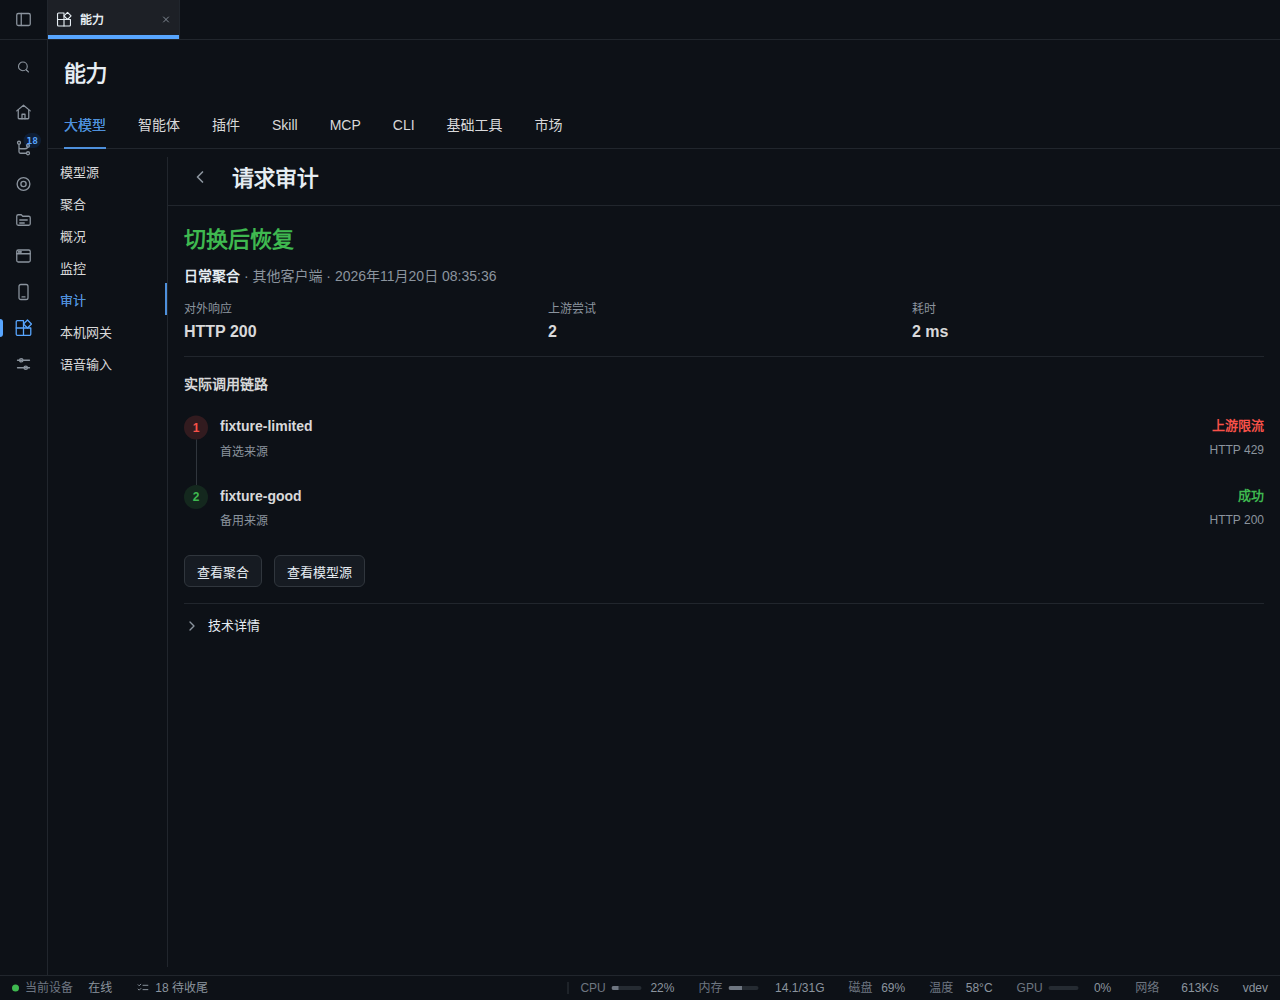 能力 ×
能力
大模型 智能体 插件 Skill MCP CLI 基础工具 市场
18
模型源
聚合
概况
监控
审计
本机网关
语音输入
请求审计
切换后恢复
日常聚合 · 其他客户端 · 2026年11月20日 08:35:36
对外响应 上游尝试 耗时
HTTP 200 2 2 ms
实际调用链路
1 fixture-limited 上游限流
首选来源 HTTP 429
2 fixture-good 成功
备用来源 HTTP 200
查看聚合 查看模型源
技术详情
当前设备 在线 18 待收尾 CPU 22% 内存 14.1/31G 磁盘 69% 温度 58°C GPU 0% 网络 613K/s vdev